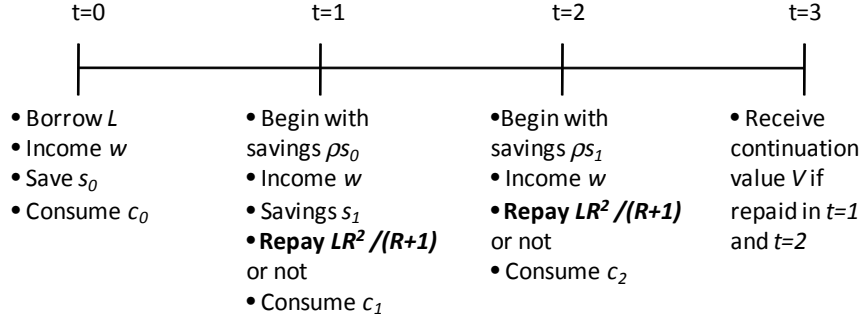 t=0 t=1 t=2 t=3
• Borrow L
• Income w
• Save s₀
• Consume c₀
• Begin with
savings ρs₀
• Income w
• Savings s₁
• Repay LR²/(R+1)
or not
• Consume c₁
•Begin with
savings ρs₁
• Income w
• Repay LR²/(R+1)
or not
• Consume c₂
• Receive
continuation
value V if
repaid in t=1
and t=2